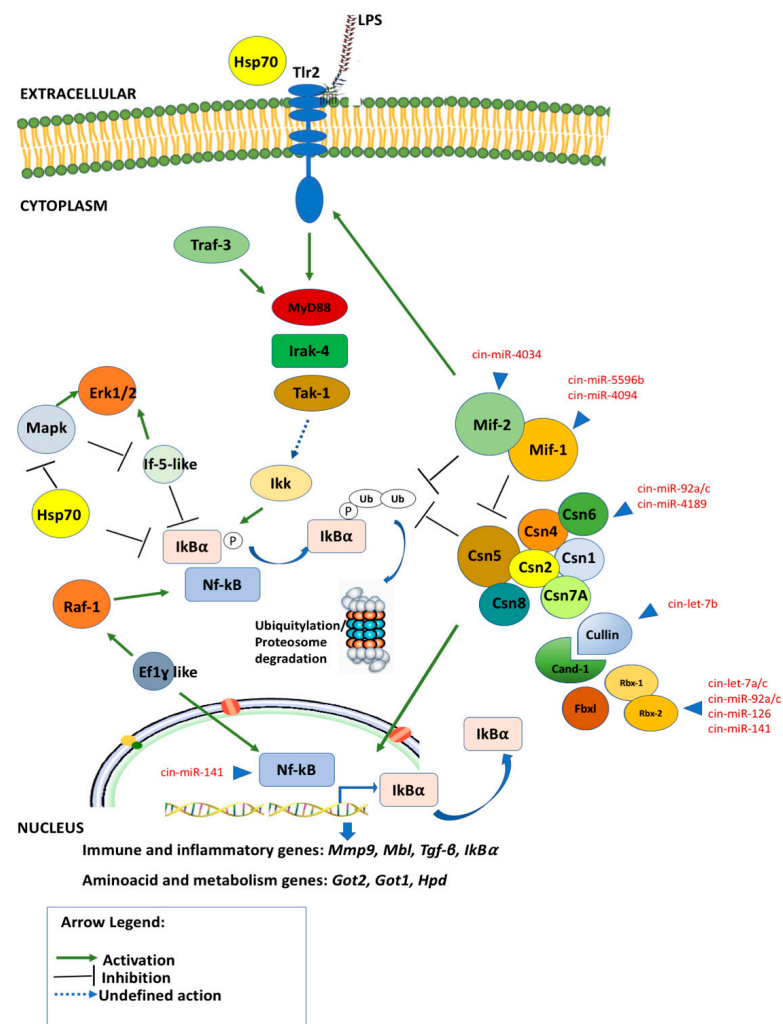 LPS
Hsp70
Tlr2
EXTRACELLULAR
CYTOPLASM
Traf-3
MyD88
Irak-4
Tak-1
cin-miR-4034
cin-miR-5596b
cin-miR-4094
Erk1/2
Mapk
If-5-like
Mif-2
Mif-1
Ikk
Hsp70
Ub
Ub
P
cin-miR-92a/c
cin-miR-4189
IkBα
P
IkBα
Csn6
Csn4
Csn5
Csn2
Csn1
Nf-kB
Csn7A
Csn8
Raf-1
Ubiquitylation/
Proteosome
degradation
cin-let-7b
Cullin
Cand-1
Ef1ɣ like
Rbx-1
Rbx-2
Fbxl
cin-let-7a/c
cin-miR-92a/c
cin-miR-126
cin-miR-141
IkBα
cin-miR-141
Nf-kB
IkBα
NUCLEUS
Immune and inflammatory genes: Mmp9, Mbl, Tgf-β, IkBα
Aminoacid and metabolism genes: Got2, Got1, Hpd
Arrow Legend:
Activation
Inhibition
Undefined action